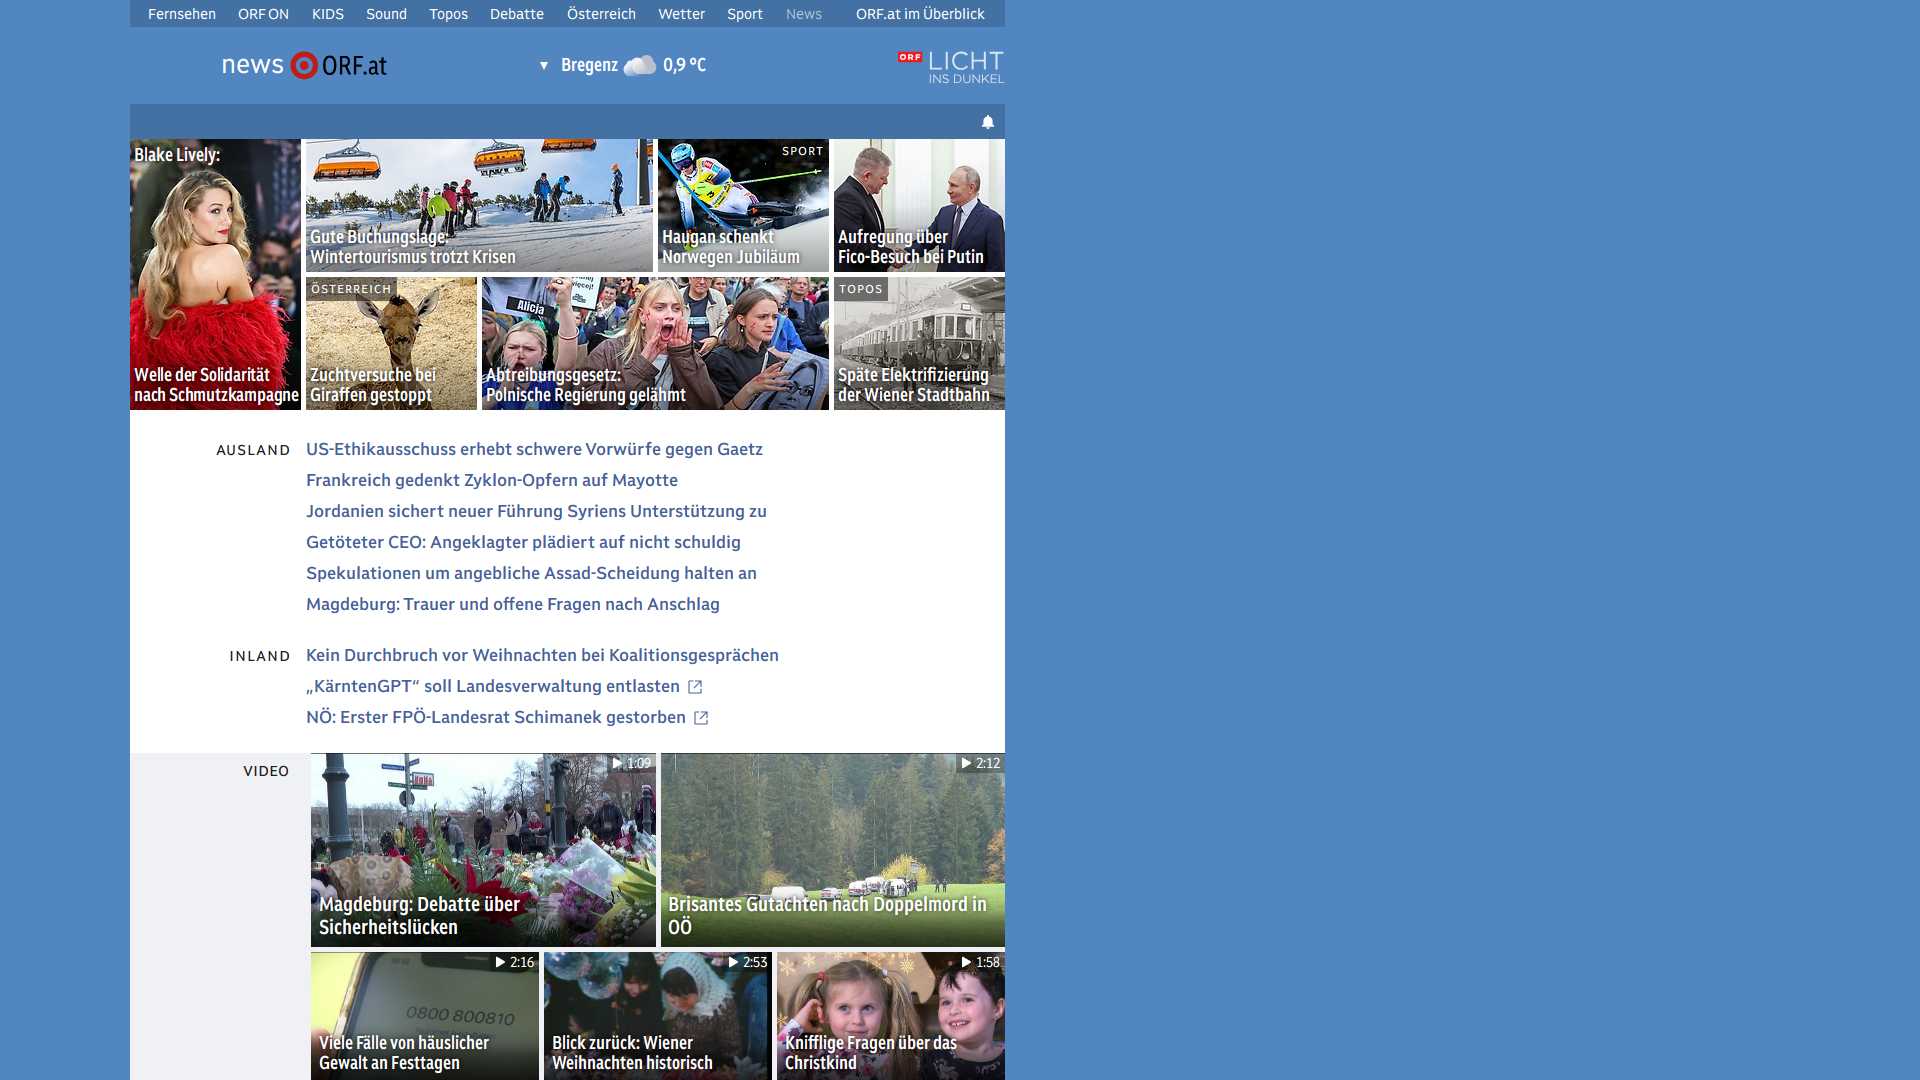 Fernsehen ORF ON KIDS Sound Topos Debatte Österreich Wetter Sport News ORF.at im Überblick
news ORF.at
Bregenz 0,9 °C
ORF LICHT
INS DUNKEL
Blake Lively:
Welle der Solidarität
nach Schmutzkampagne
Gute Buchungslage:
Wintertourismus trotzt Krisen
SPORT
Haugan schenkt
Norwegen Jubiläum
Aufregung über
Fico-Besuch bei Putin
ÖSTERREICH
Zuchtversuche bei
Giraffen gestoppt
Alicja
więcej!
Abtreibungsgesetz:
Polnische Regierung gelähmt
TOPOS
Späte Elektrifizierung
der Wiener Stadtbahn
AUSLAND
US-Ethikausschuss erhebt schwere Vorwürfe gegen Gaetz
Frankreich gedenkt Zyklon-Opfern auf Mayotte
Jordanien sichert neuer Führung Syriens Unterstützung zu
Getöteter CEO: Angeklagter plädiert auf nicht schuldig
Spekulationen um angebliche Assad-Scheidung halten an
Magdeburg: Trauer und offene Fragen nach Anschlag
INLAND
Kein Durchbruch vor Weihnachten bei Koalitionsgesprächen
„KärntenGPT“ soll Landesverwaltung entlasten
NÖ: Erster FPÖ-Landesrat Schimanek gestorben
VIDEO
1:09
Magdeburg: Debatte über
Sicherheitslücken
2:12
Brisantes Gutachten nach Doppelmord in
OÖ
2:16
0800 800810
Viele Fälle von häuslicher
Gewalt an Festtagen
2:53
Blick zurück: Wiener
Weihnachten historisch
1:58
Knifflige Fragen über das
Christkind